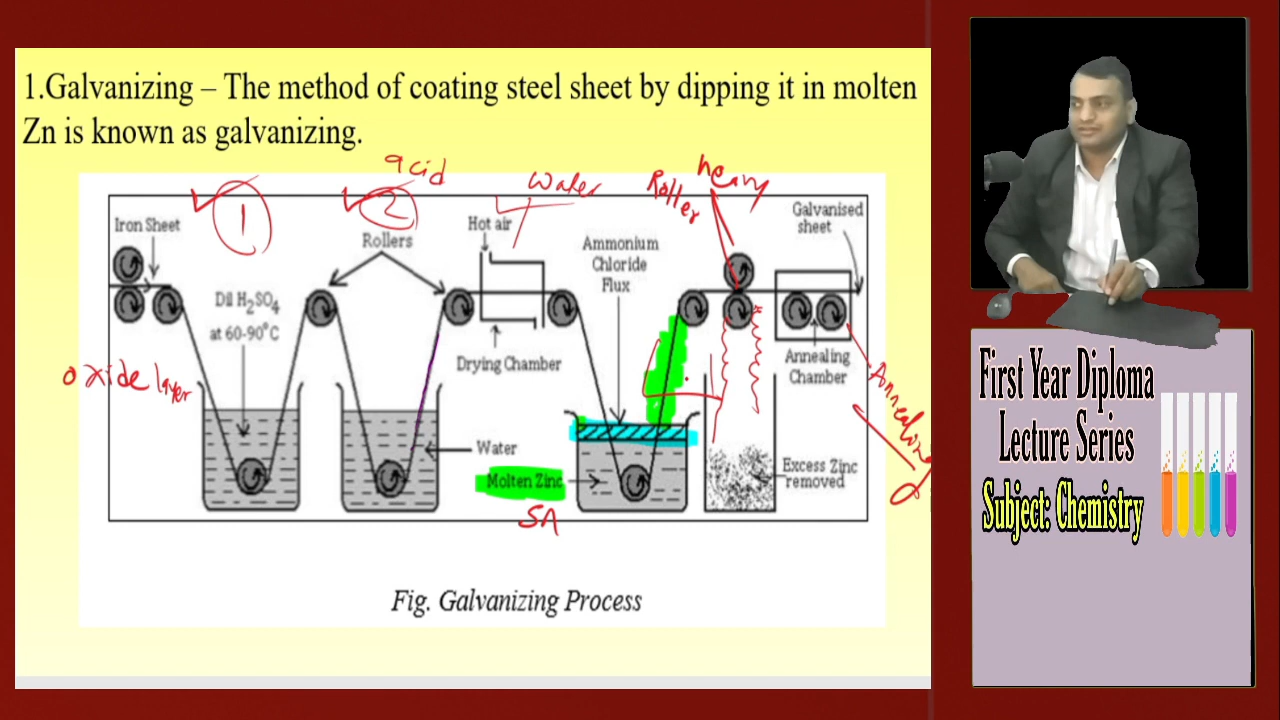 1.Galvanizing – The method of coating steel sheet by dipping it in molten
Zn is known as galvanizing.
acid
water
Roller
heavy
1
2
Iron Sheet
Rollers
Hot air
Ammonium
Chloride
Flux
Galvanised
sheet
Dil H₂SO₄
at 60-90°C
Drying Chamber
Annealing
Chamber
oxide layer
Annealing
Water
Molten Zinc
Sn
Excess Zinc
removed
Fig. Galvanizing Process
First Year Diploma
Lecture Series
Subject: Chemistry